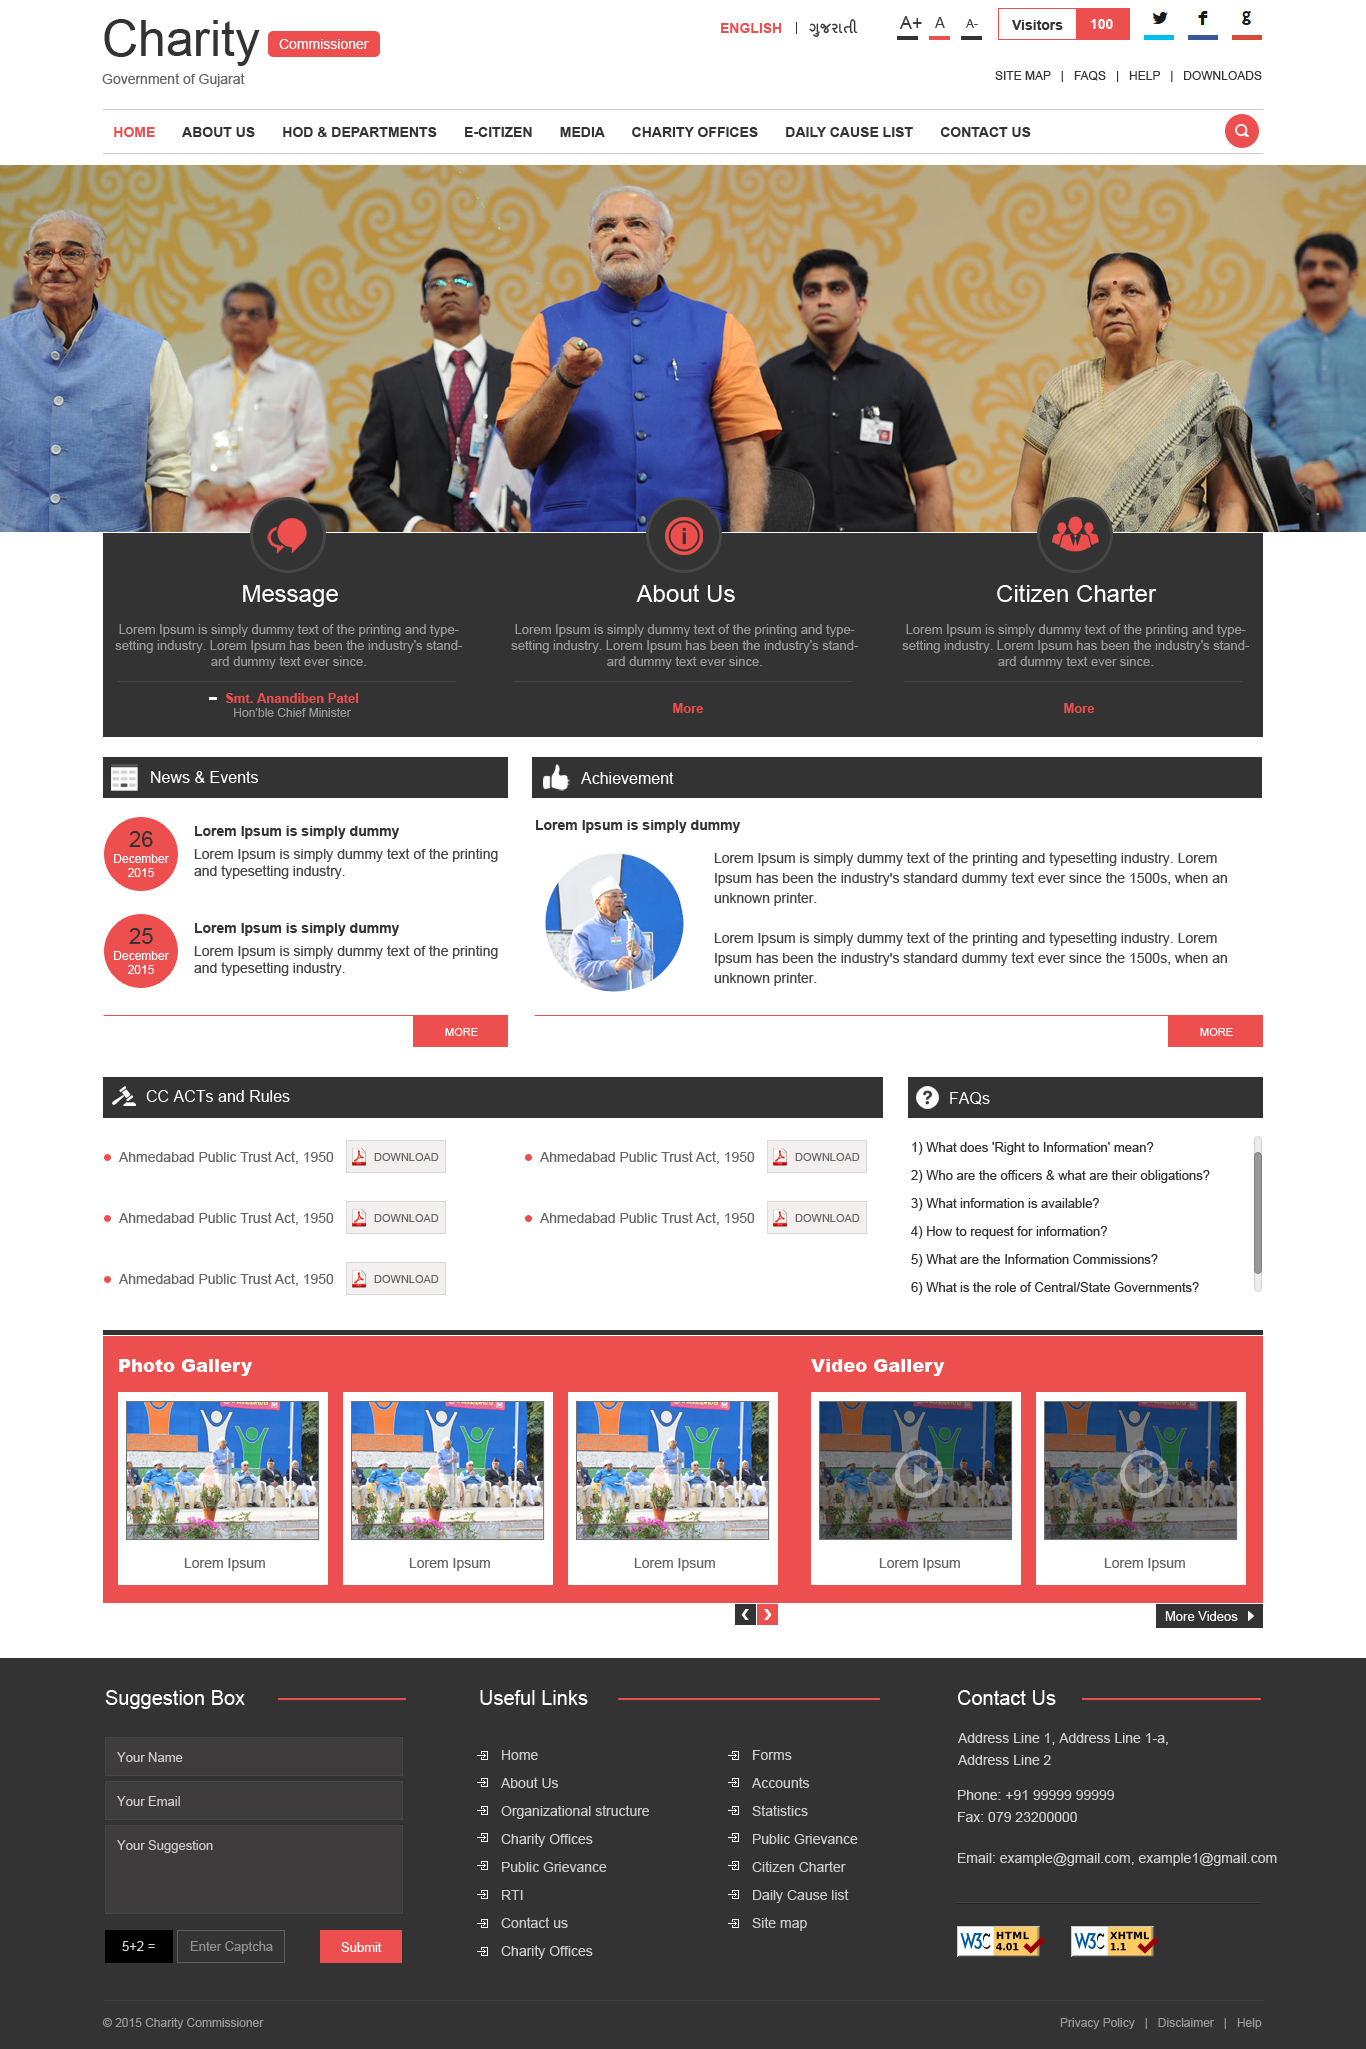 Charity Commissioner
Government of Gujarat
ENGLISH | ગુજરાતી
A+ A A-
Visitors 100
SITE MAP | FAQS | HELP | DOWNLOADS
HOME ABOUT US HOD & DEPARTMENTS E-CITIZEN MEDIA CHARITY OFFICES DAILY CAUSE LIST CONTACT US
Message
Lorem Ipsum is simply dummy text of the printing and type-
setting industry. Lorem Ipsum has been the industry's stand-
ard dummy text ever since.
Smt. Anandiben Patel
Hon'ble Chief Minister
About Us
Lorem Ipsum is simply dummy text of the printing and type-
setting industry. Lorem Ipsum has been the industry's stand-
ard dummy text ever since.
More
Citizen Charter
Lorem Ipsum is simply dummy text of the printing and type-
setting industry. Lorem Ipsum has been the industry's stand-
ard dummy text ever since.
More
News & Events
26
December
2015
Lorem Ipsum is simply dummy
Lorem Ipsum is simply dummy text of the printing
and typesetting industry.
25
December
2015
Lorem Ipsum is simply dummy
Lorem Ipsum is simply dummy text of the printing
and typesetting industry.
MORE
Achievement
Lorem Ipsum is simply dummy
Lorem Ipsum is simply dummy text of the printing and typesetting industry. Lorem
Ipsum has been the industry's standard dummy text ever since the 1500s, when an
unknown printer.
Lorem Ipsum is simply dummy text of the printing and typesetting industry. Lorem
Ipsum has been the industry's standard dummy text ever since the 1500s, when an
unknown printer.
MORE
CC ACTs and Rules
Ahmedabad Public Trust Act, 1950 DOWNLOAD
Ahmedabad Public Trust Act, 1950 DOWNLOAD
Ahmedabad Public Trust Act, 1950 DOWNLOAD
Ahmedabad Public Trust Act, 1950 DOWNLOAD
Ahmedabad Public Trust Act, 1950 DOWNLOAD
FAQs
1) What does 'Right to Information' mean?
2) Who are the officers & what are their obligations?
3) What information is available?
4) How to request for information?
5) What are the Information Commissions?
6) What is the role of Central/State Governments?
Photo Gallery
Lorem Ipsum
Lorem Ipsum
Lorem Ipsum
Video Gallery
Lorem Ipsum
Lorem Ipsum
More Videos
Suggestion Box
Your Name
Your Email
Your Suggestion
5+2 = Enter Captcha Submit
Useful Links
Home
About Us
Organizational structure
Charity Offices
Public Grievance
RTI
Contact us
Charity Offices
Forms
Accounts
Statistics
Public Grievance
Citizen Charter
Daily Cause list
Site map
Contact Us
Address Line 1, Address Line 1-a,
Address Line 2
Phone: +91 99999 99999
Fax: 079 23200000
Email: example@gmail.com, example1@gmail.com
W3C HTML 4.01
W3C XHTML 1.1
© 2015 Charity Commissioner
Privacy Policy | Disclaimer | Help